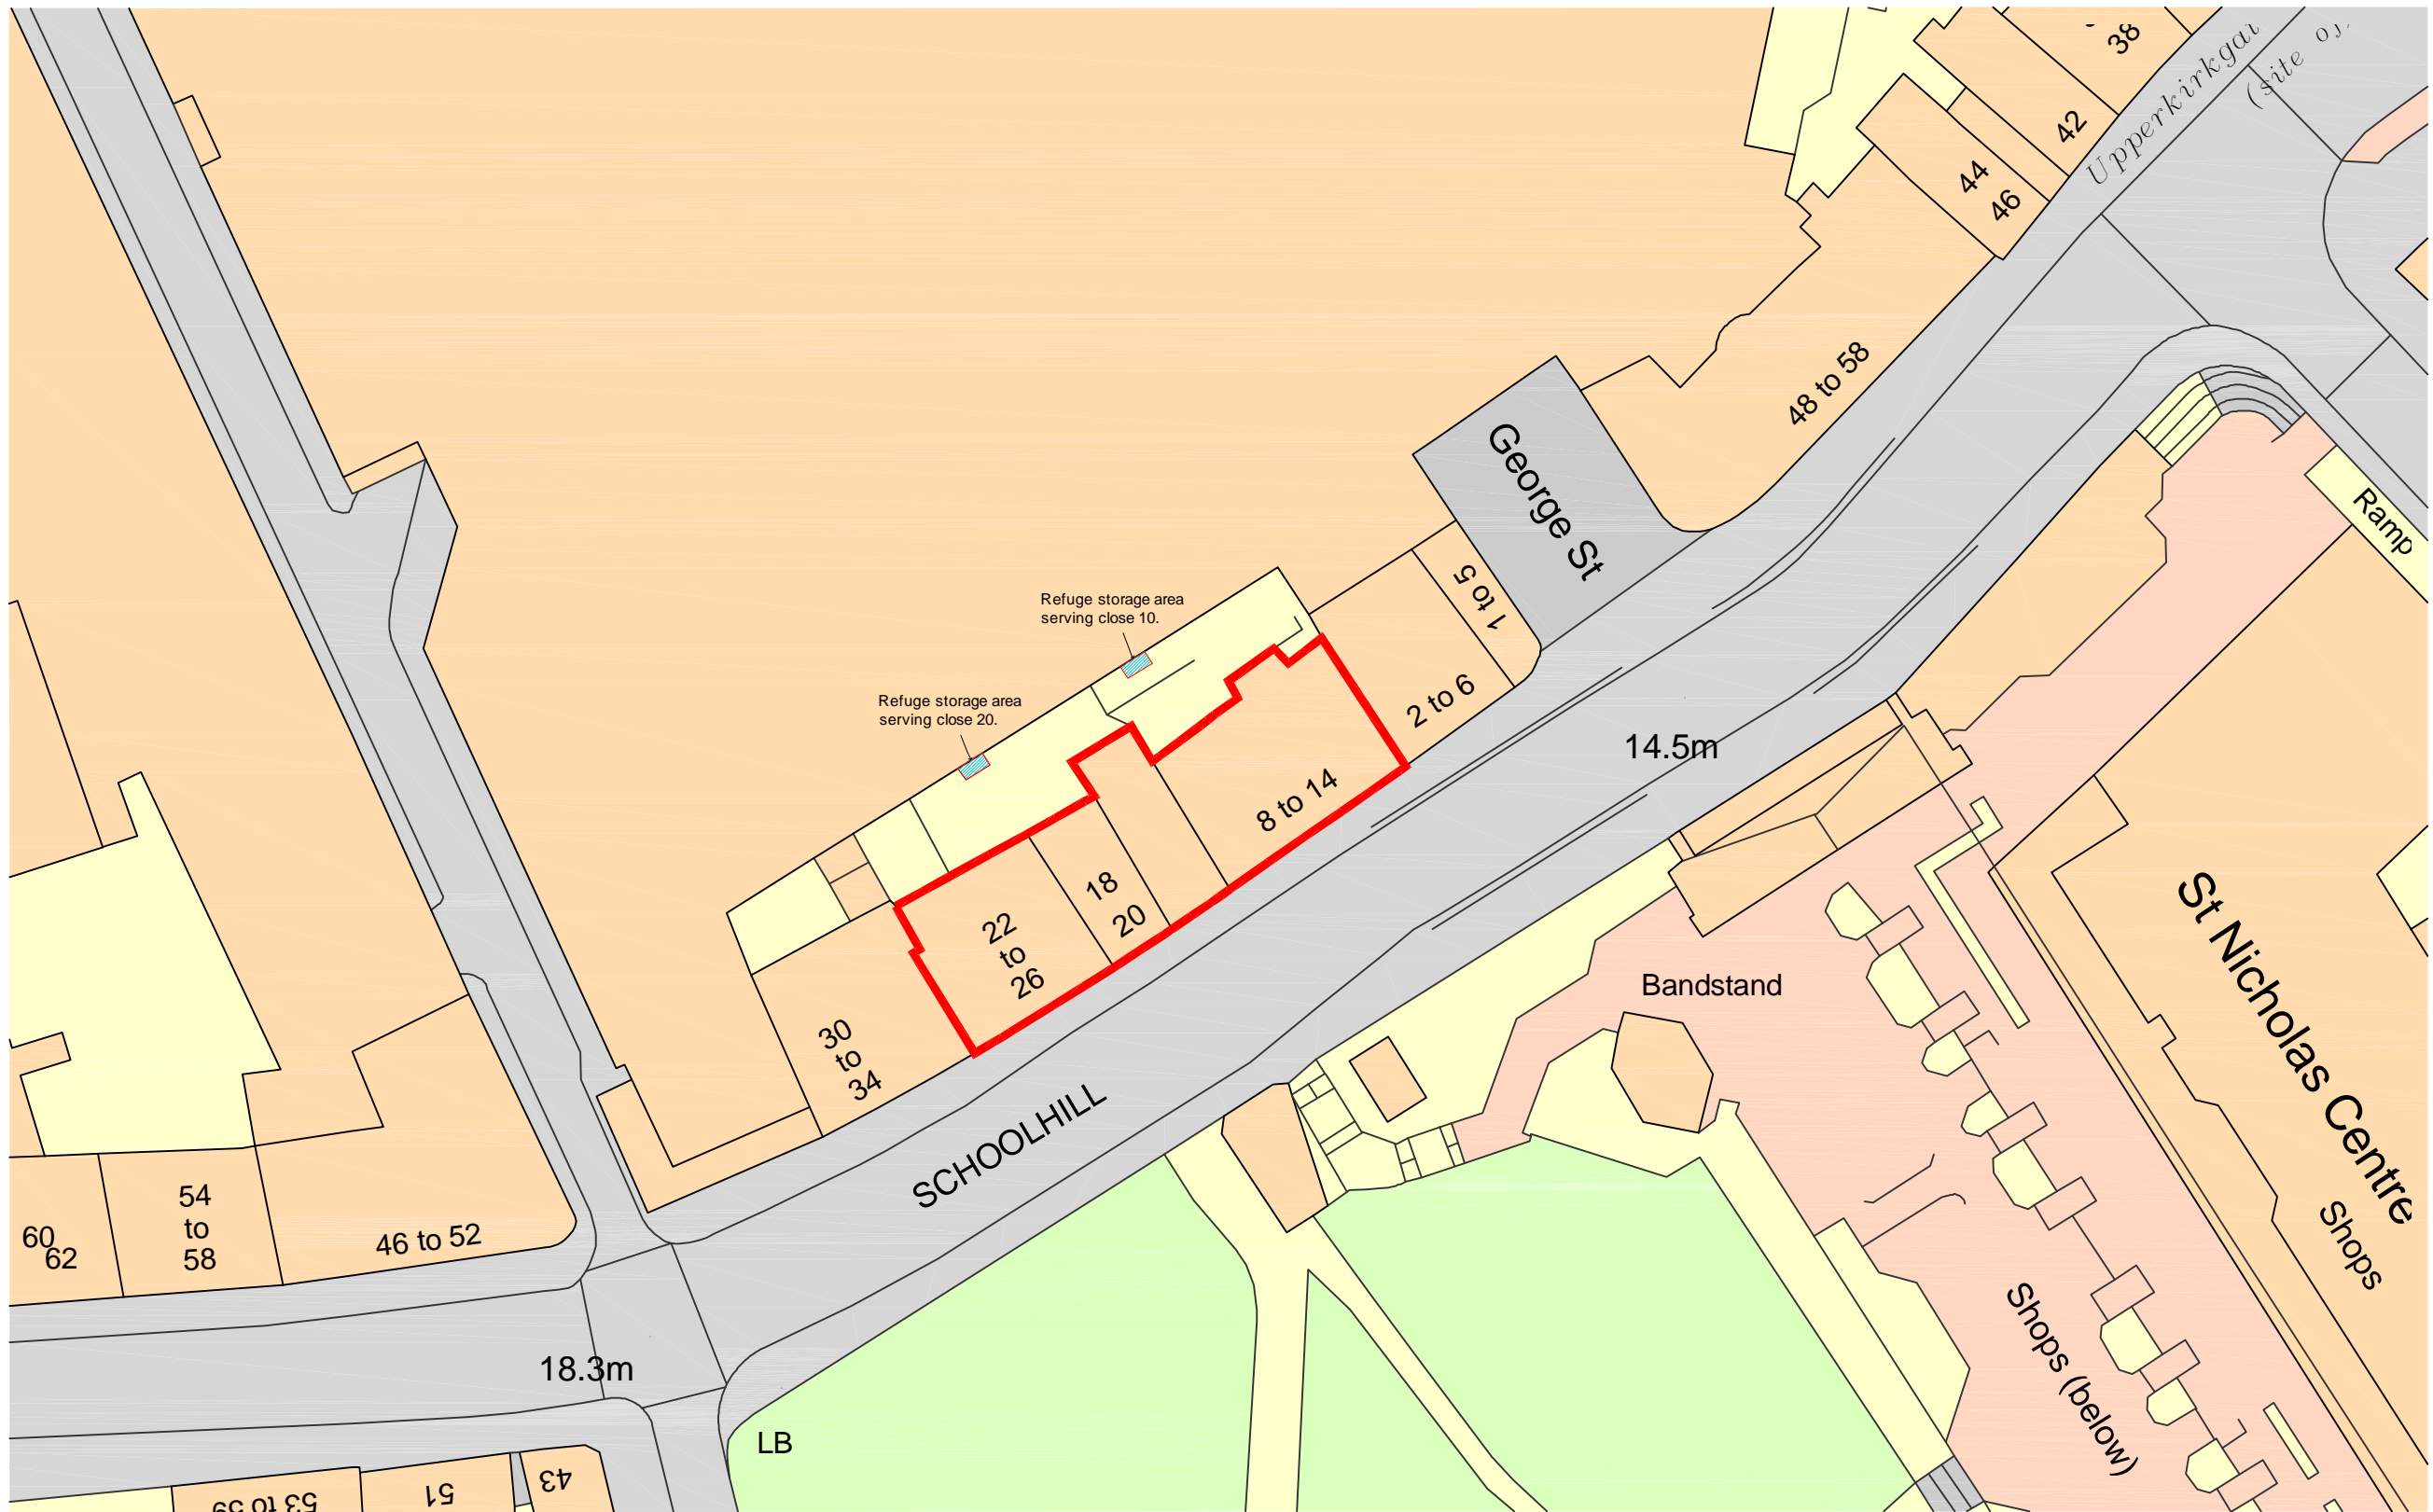 38
42
44
46
Upperkirkgat
(site of
48 to 58
George St
Ramp
1 to 5
Refuge storage area
serving close 10.
2 to 6
Refuge storage area
serving close 20.
14.5m
8 to 14
18
20
22
to
26
St Nicholas Centre
Bandstand
30
to
34
SCHOOLHILL
54
to
58
60
62
46 to 52
Shops
Shops (below)
18.3m
LB
43
51
53 to 59